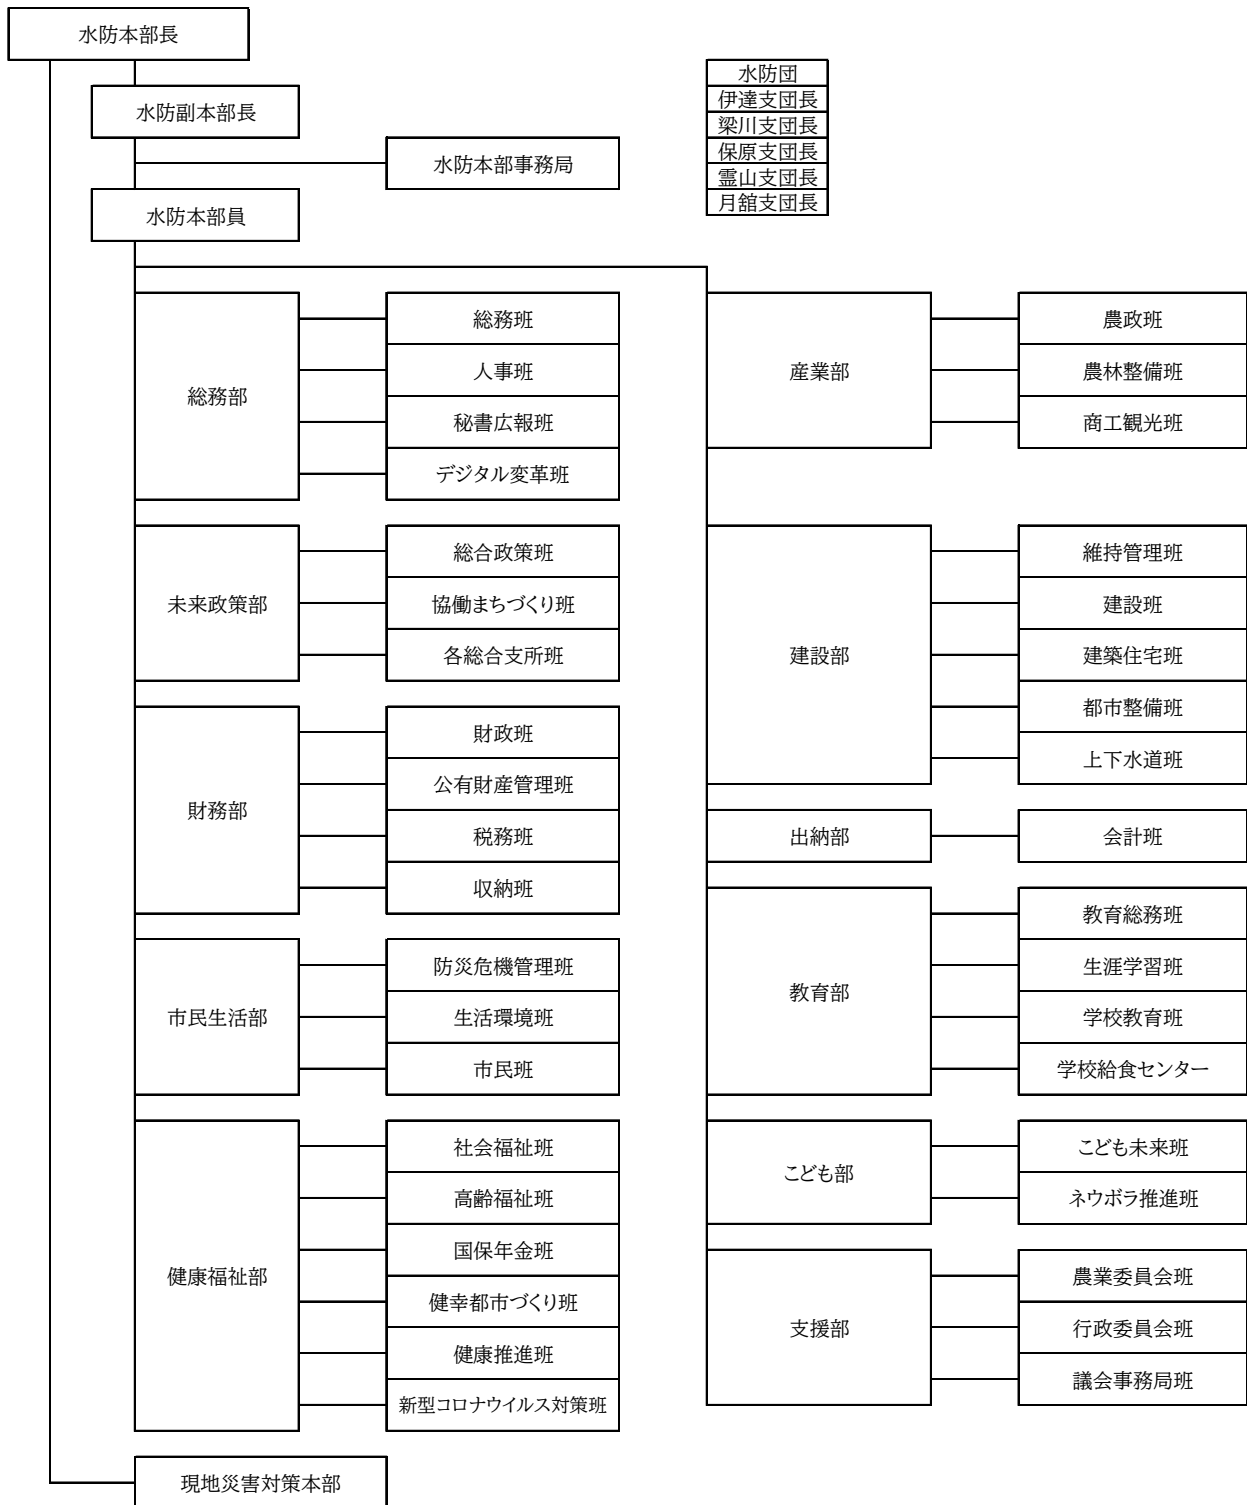 水防本部長
水防副本部長
水防本部事務局
水防本部員
水防団
伊達支団長
梁川支団長
保原支団長
霊山支団長
月舘支団長
総務部
総務班
人事班
秘書広報班
デジタル変革班
未来政策部
総合政策班
協働まちづくり班
各総合支所班
財務部
財政班
公有財産管理班
税務班
収納班
市民生活部
防災危機管理班
生活環境班
市民班
健康福祉部
社会福祉班
高齢福祉班
国保年金班
健幸都市づくり班
健康推進班
新型コロナウイルス対策班
現地災害対策本部
産業部
農政班
農林整備班
商工観光班
建設部
維持管理班
建設班
建築住宅班
都市整備班
上下水道班
出納部
会計班
教育部
教育総務班
生涯学習班
学校教育班
学校給食センター
こども部
こども未来班
ネウボラ推進班
支援部
農業委員会班
行政委員会班
議会事務局班